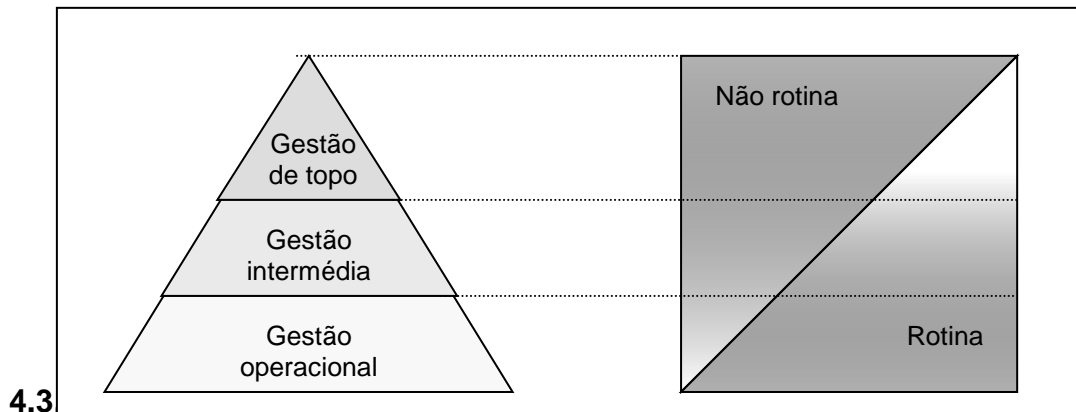 Não rotina
Gestão
de topo
Gestão
intermédia
Gestão
operacional
Rotina
4.3